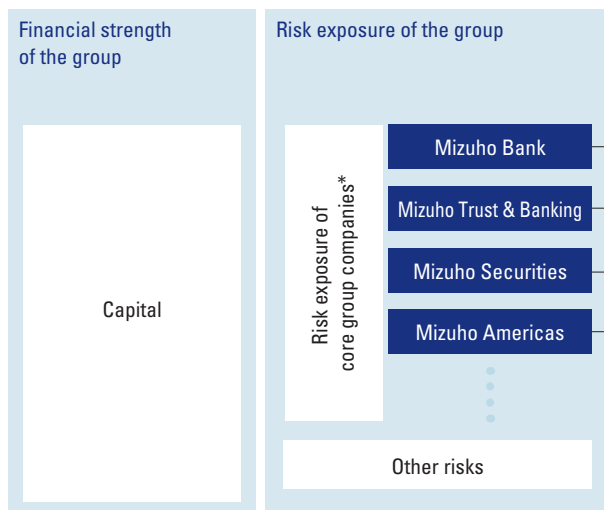 Financial strength
of the group
Capital
Risk exposure of the group
Risk exposure of
core group companies*
Mizuho Bank
Mizuho Trust & Banking
Mizuho Securities
Mizuho Americas
Other risks